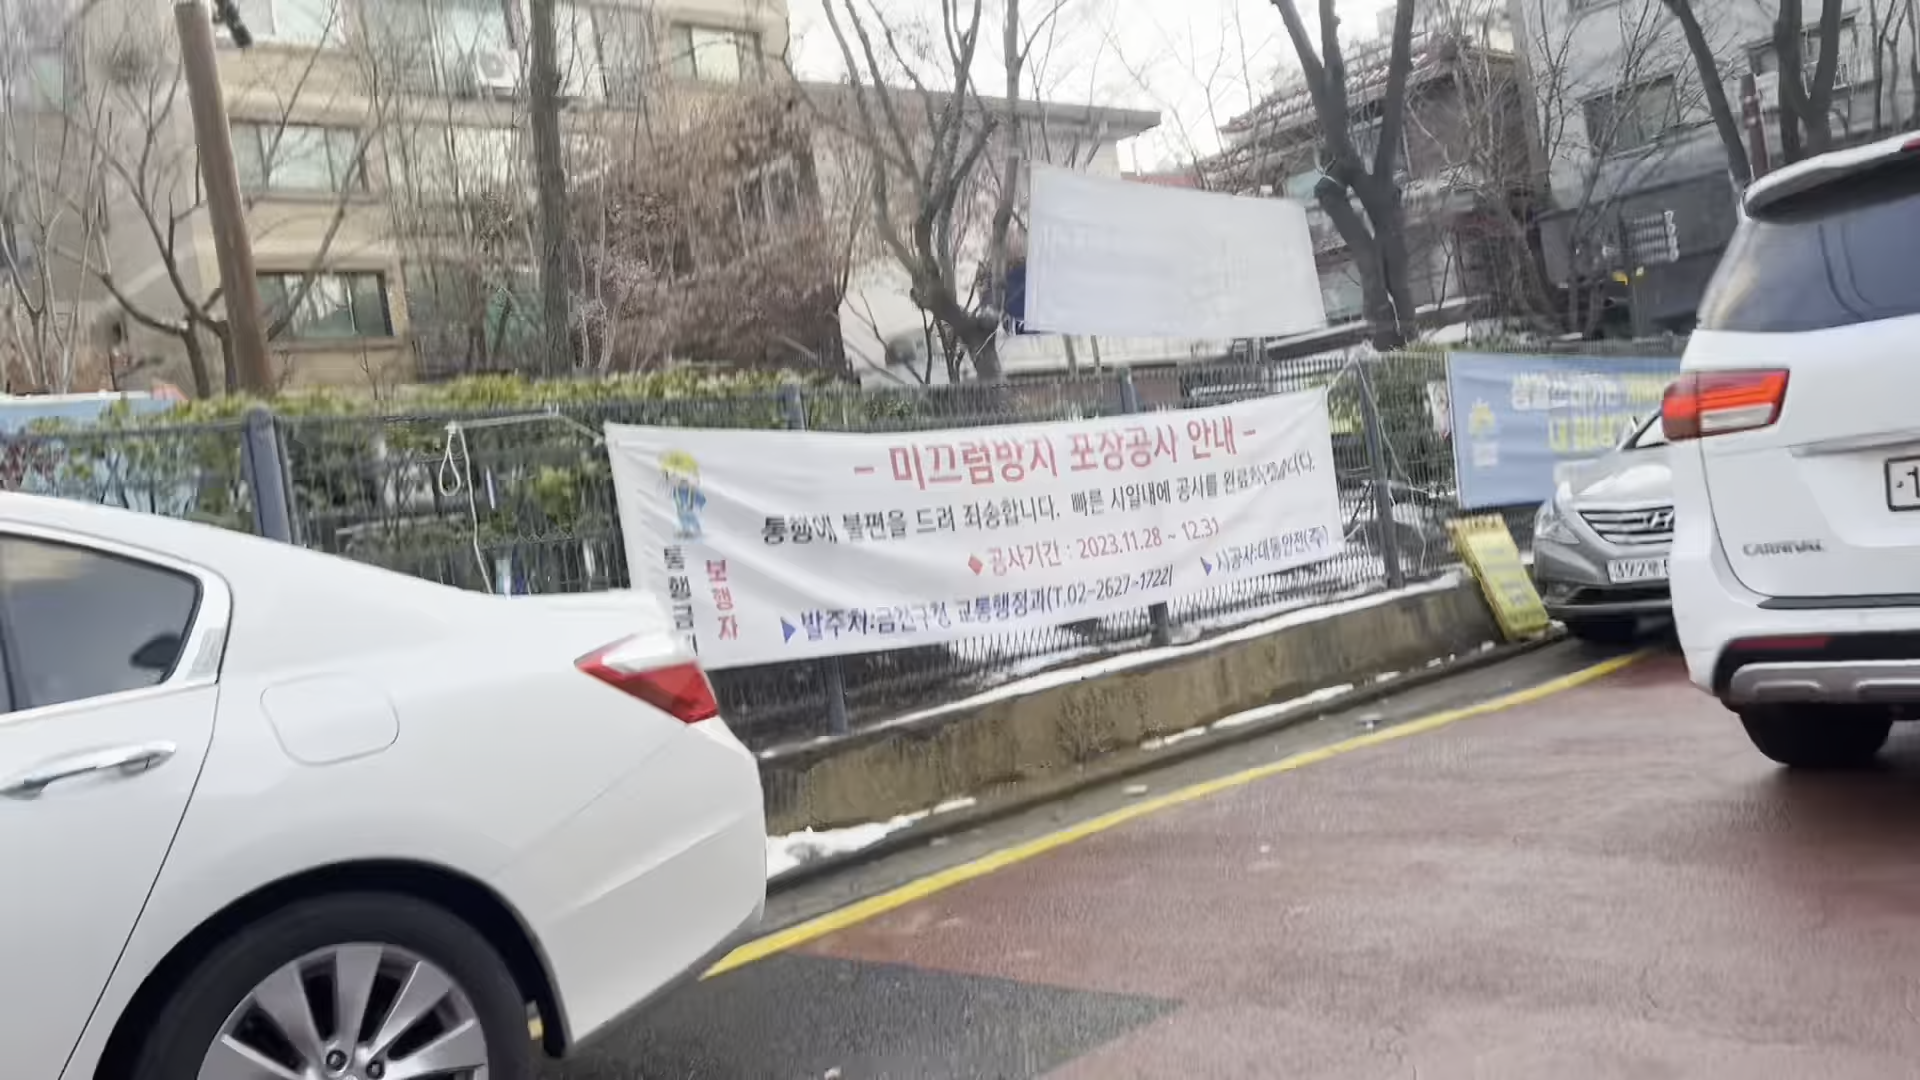 - 미끄럼방지 포장공사 안내 -
통행에 불편을 드려 죄송합니다. 빠른 시일내에 공사를 완료하겠습니다.
◆공사기간 : 2023.11.28 ~ 12.31
▶발주처:금천구청 교통행정과(T.02-2627-1722)
▶시공사:대동안전(주)
보행자
CARNIVAL